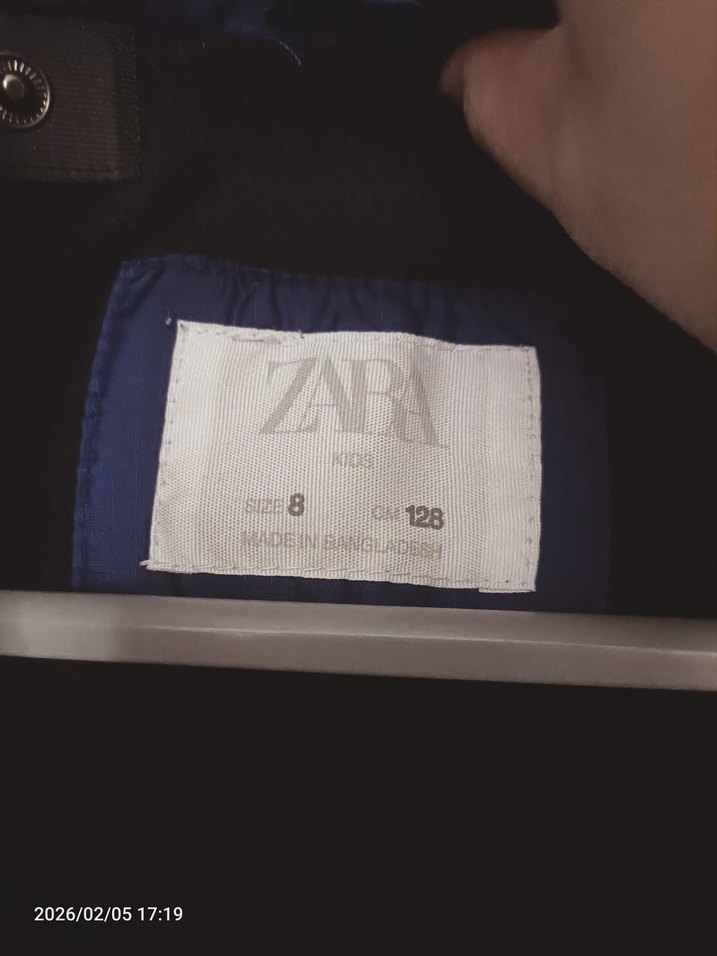 ZARA
KIDS
SIZE 8 CM 128
MADE IN BANGLADESH
2026/02/05 17:19